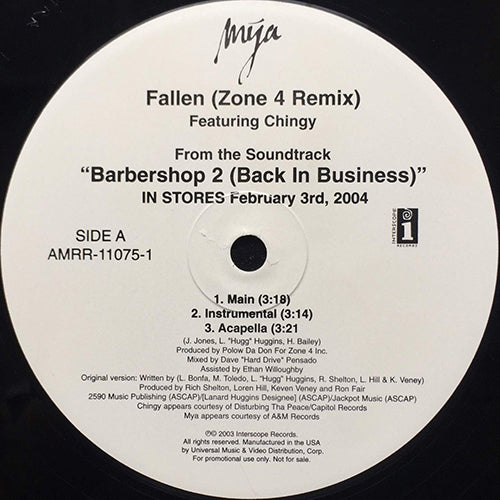 Mya
Fallen (Zone 4 Remix)
Featuring Chingy
From the Soundtrack
“Barbershop 2 (Back In Business)”
IN STORES February 3rd, 2004
SIDE A
AMRR-11075-1
i
INTERSCOPE
RECORDS
1. Main (3:18)
2. Instrumental (3:14)
3. Acapella (3:21
(J. Jones, L. "Hugg" Huggins, H. Bailey)
Produced by Polow Da Don For Zone 4 Inc.
Mixed by Dave "Hard Drive" Pensado
Assisted by Ethan Willoughby
Original version: Written by (L. Bonfa, M. Toledo, L. "Hugg" Huggins, R. Shelton, L. Hill & K. Veney)
Produced by Rich Shelton, Loren Hill, Keven Veney and Ron Fair
2590 Music Publishing (ASCAP)/[Lanard Huggins Designee] (ASCAP)/Jackpot Music (ASCAP)
Chingy appears courtesy of Disturbing Tha Peace/Capitol Records
Mya appears courtesy of A&M Records
℗© 2003 Interscope Records.
All rights reserved. Manufactured in the USA
by Universal Music & Video Distribution, Corp.
For promotional use only. Not for sale.